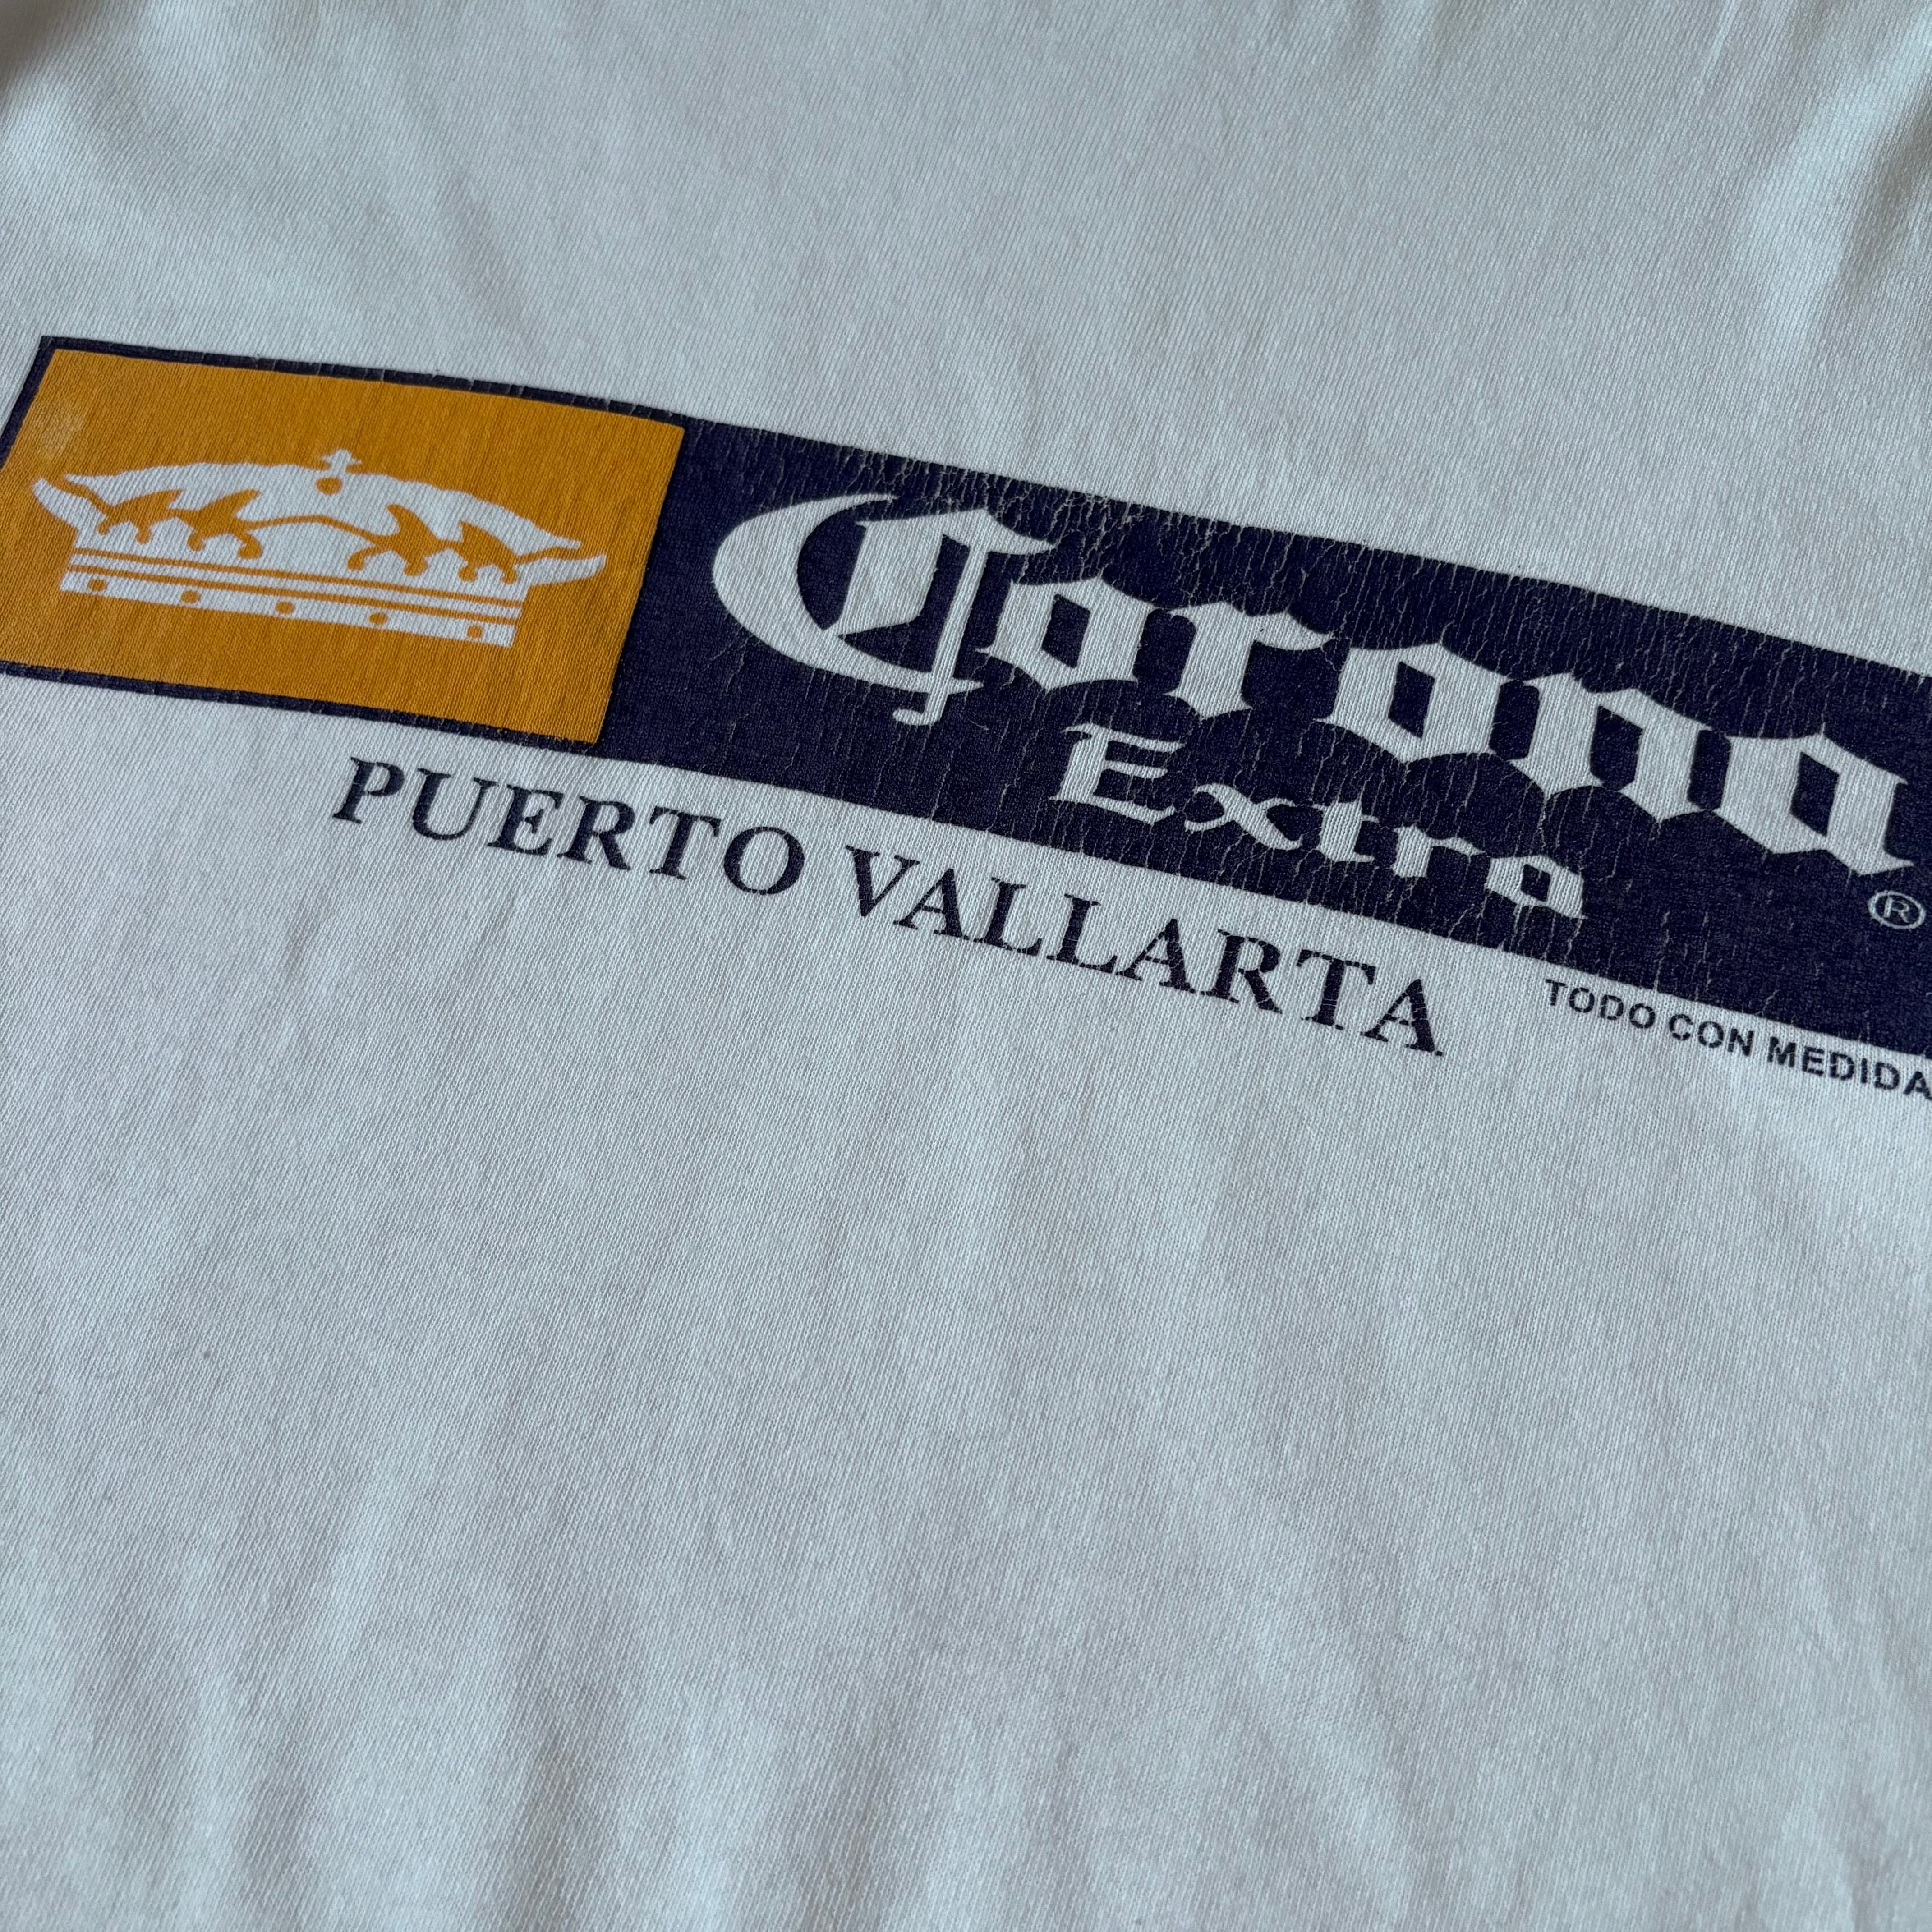 Corona
Extra
®
PUERTO VALLARTA
TODO CON MEDIDA